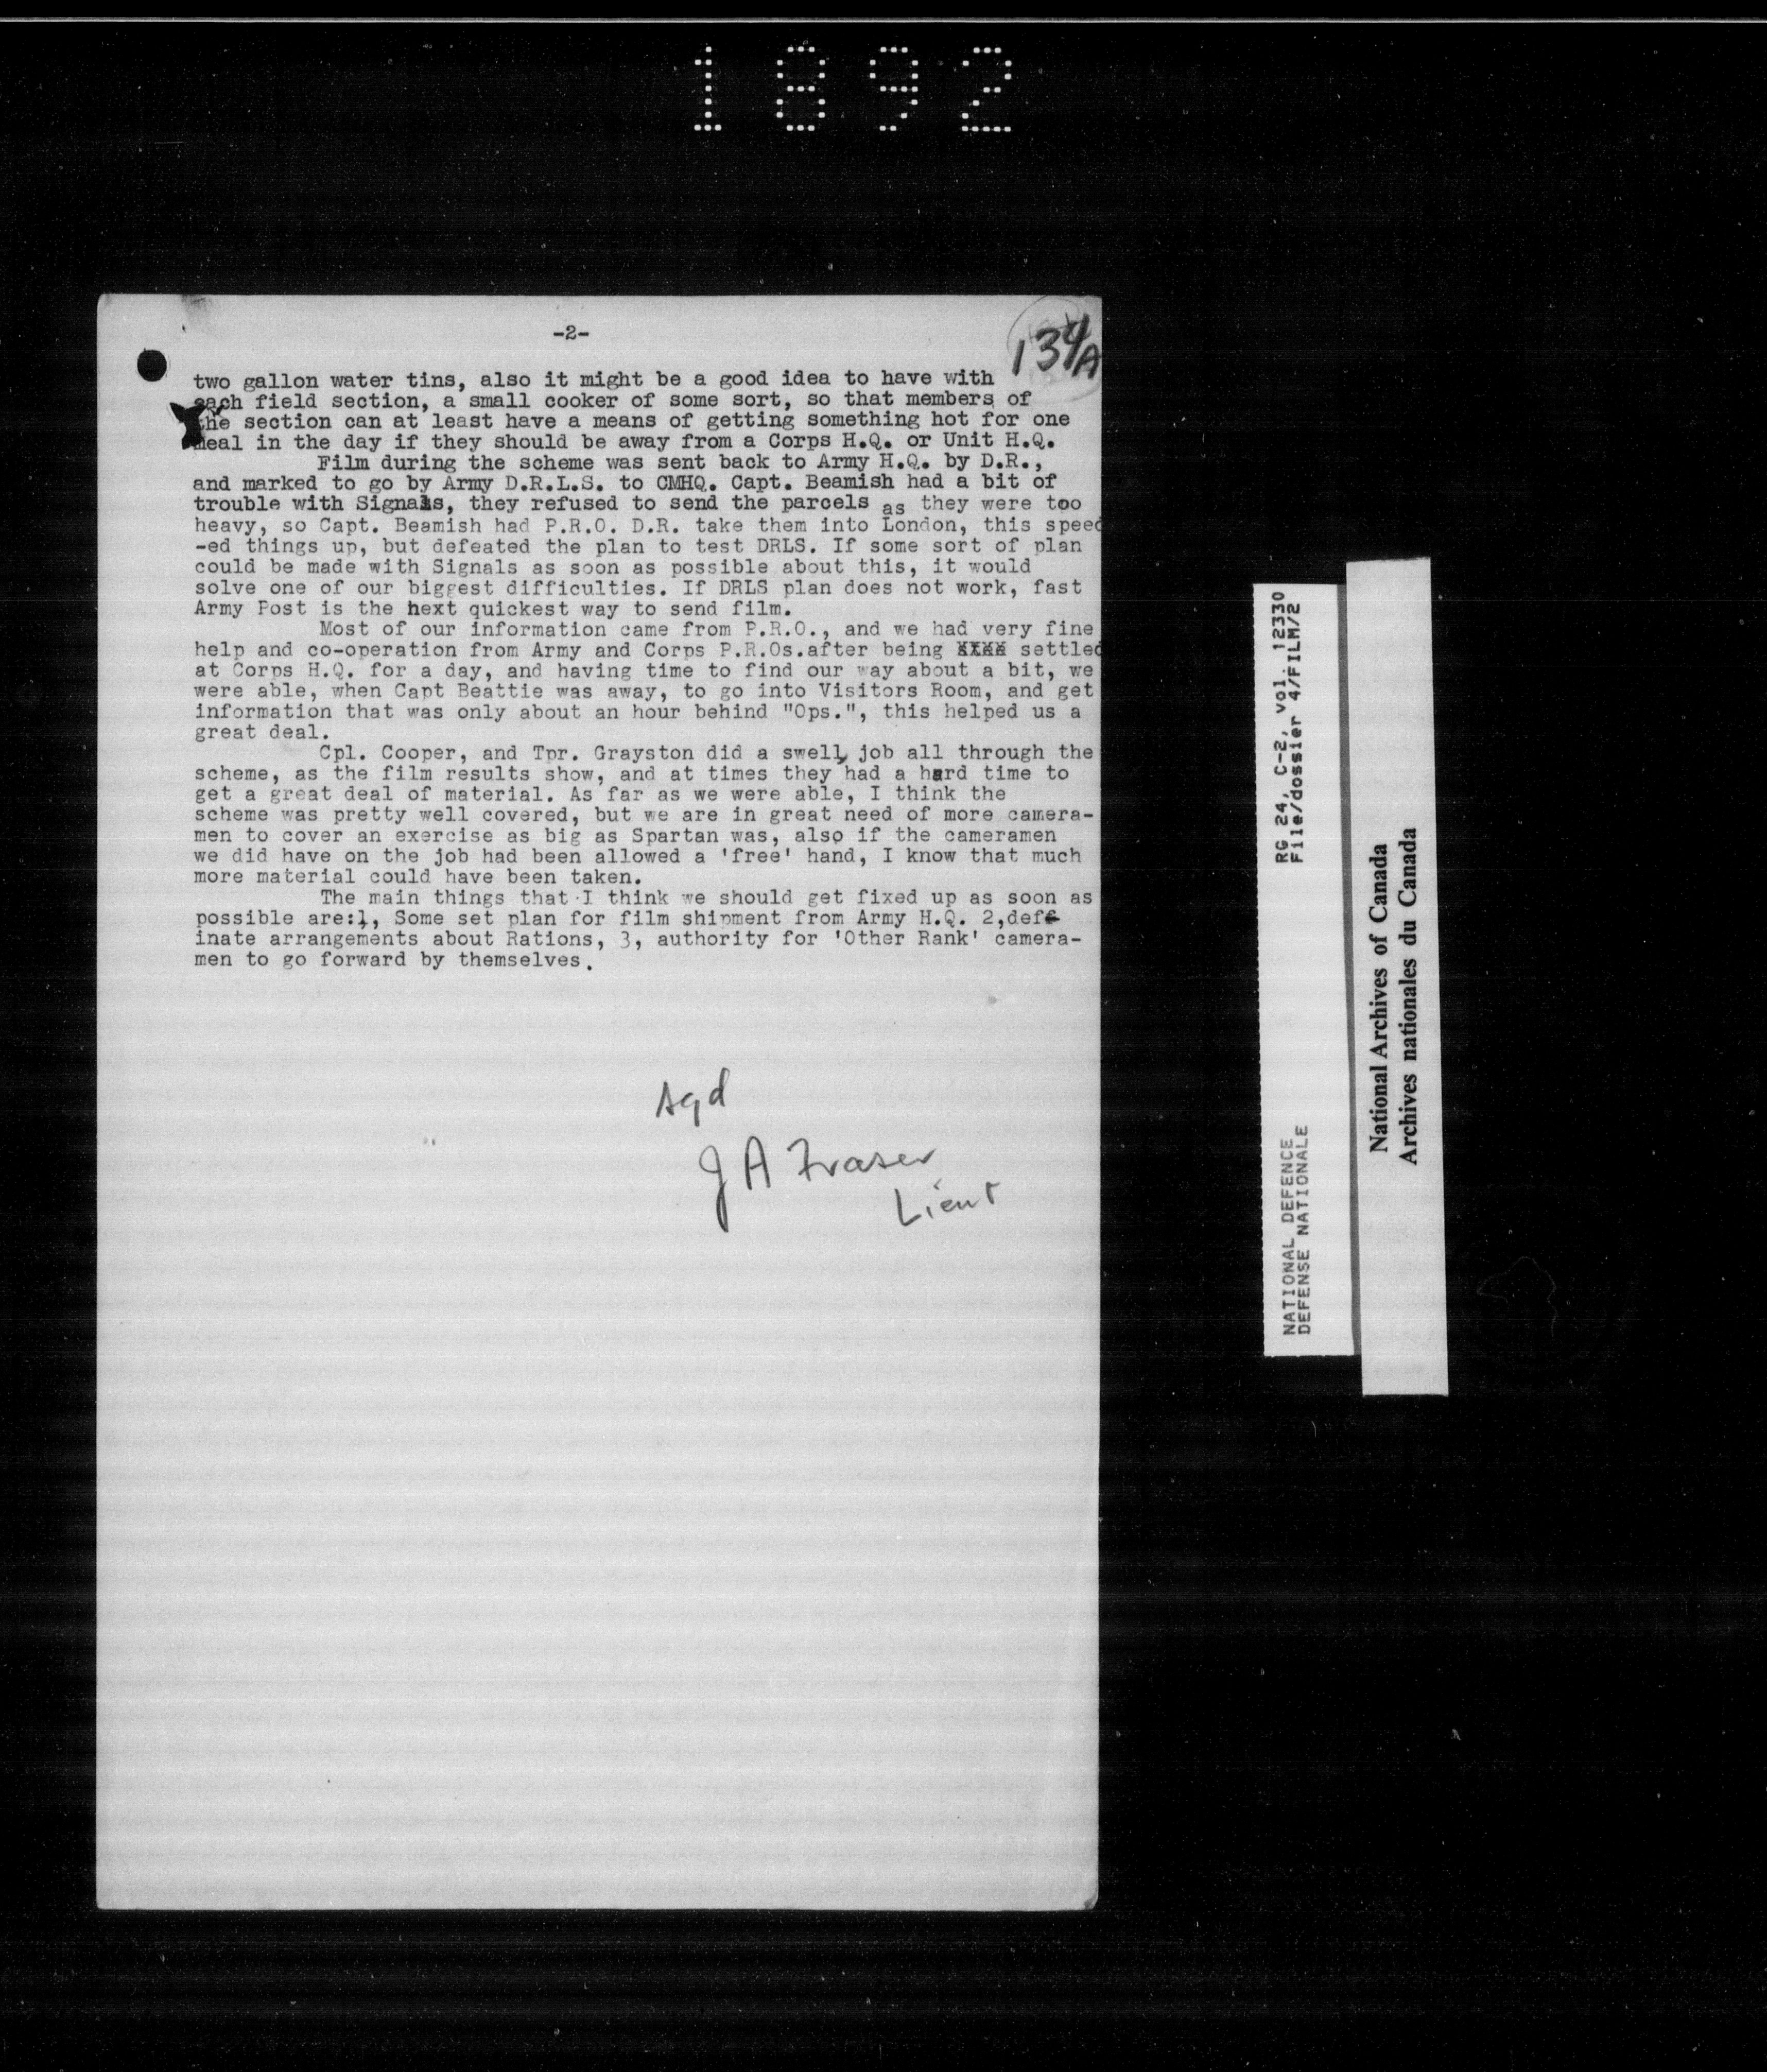 1892
-2-
134/A
two gallon water tins, also it might be a good idea to have with
each field section, a small cooker of some sort, so that members of
the section can at least have a means of getting something hot for one
meal in the day if they should be away from a Corps H.Q. or Unit H.Q.
Film during the scheme was sent back to Army H.Q. by D.R.,
and marked to go by Army D.R.L.S. to CMHQ. Capt. Beamish had a bit of
trouble with Signals, they refused to send the parcels as they were too
heavy, so Capt. Beamish had P.R.O. D.R. take them into London, this speed
-ed things up, but defeated the plan to test DRLS. If some sort of plan
could be made with Signals as soon as possible about this, it would
solve one of our biggest difficulties. If DRLS plan does not work, fast
Army Post is the next quickest way to send film.
Most of our information came from P.R.O., and we had very fine
help and co-operation from Army and Corps P.R.Os.after being settled
at Corps H.Q. for a day, and having time to find our way about a bit, we
were able, when Capt Beattie was away, to go into Visitors Room, and get
information that was only about an hour behind "Ops.", this helped us a
great deal.
Cpl. Cooper, and Tpr. Grayston did a swell, job all through the
scheme, as the film results show, and at times they had a hard time to
get a great deal of material. As far as we were able, I think the
scheme was pretty well covered, but we are in great need of more camera-
men to cover an exercise as big as Spartan was, also if the cameramen
we did have on the job had been allowed a 'free' hand, I know that much
more material could have been taken.
The main things that I think we should get fixed up as soon as
possible are:1, Some set plan for film shipment from Army H.Q. 2,def-
inate arrangements about Rations, 3, authority for 'Other Rank' camera-
men to go forward by themselves.
sgd
J A Fraser
Lieut
RG 24, C-2, vol. 12330
File/dossier 4/FILM/2
NATIONAL DEFENCE
DEFENSE NATIONALE
National Archives of Canada
Archives nationales du Canada